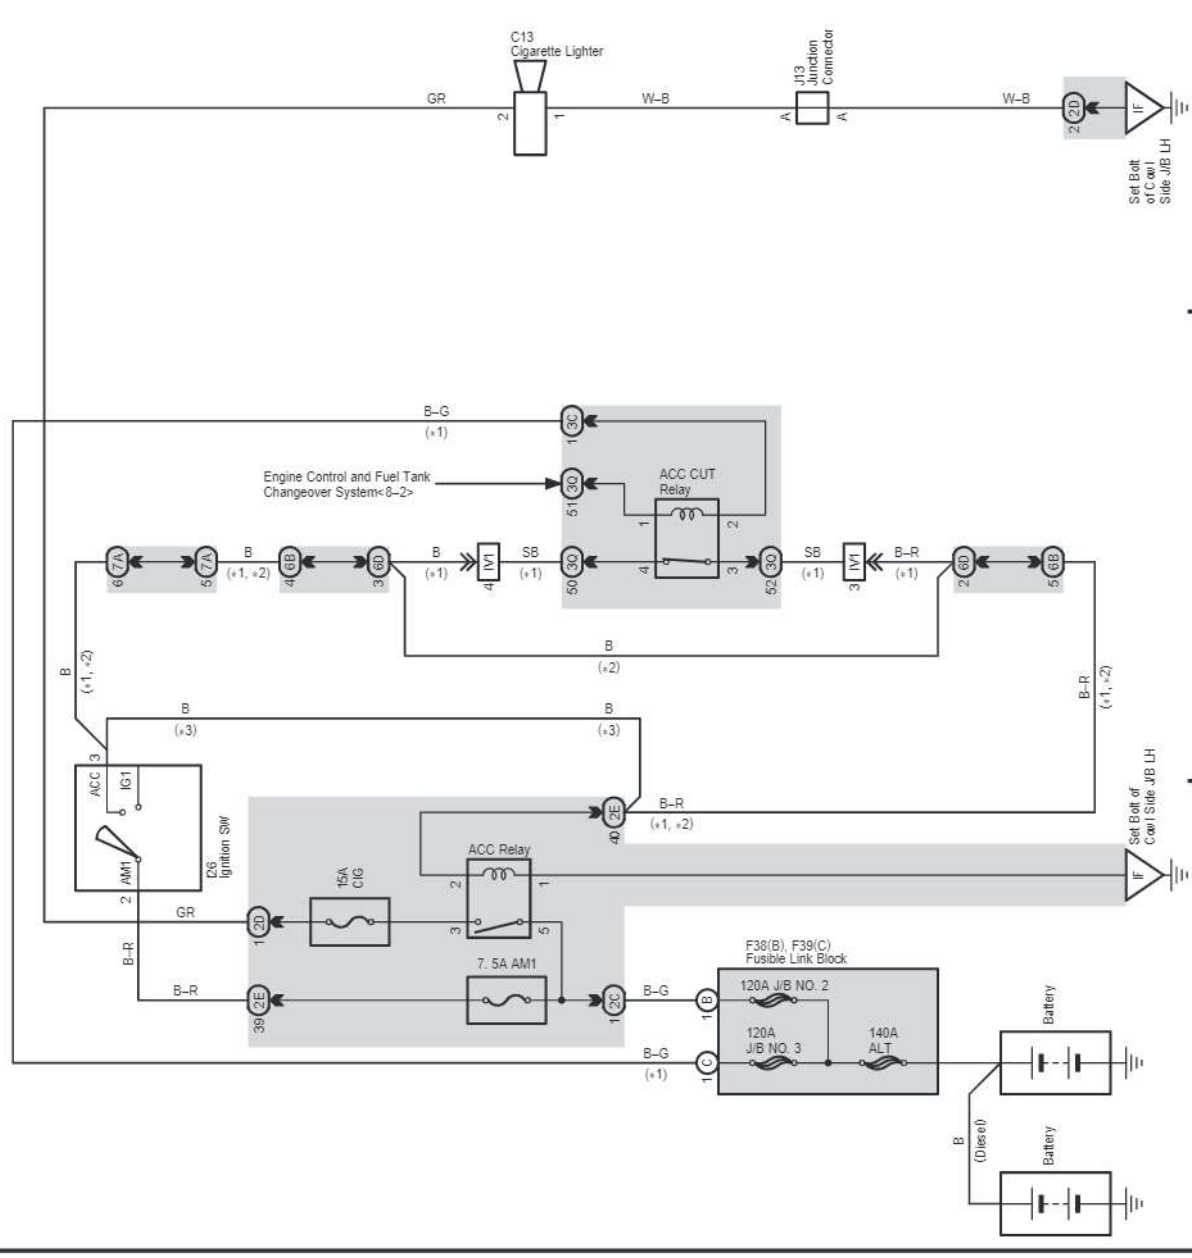 C13
Cigarette Lighter
GR
2
1
W–B
A
J13
Junction
Connector
A
W–B
2
2D
IF
Set Bolt
of Cowl
Side J/B LH
B–G
(*1)
1
3C
Engine Control and Fuel Tank
Changeover System<8–2>
51
3Q
ACC CUT
Relay
1
2
4
3
6
7A
5
7A
B
(*1, *2)
4
6B
3
6D
B
(*1)
4
IV1
SB
(*1)
50
3Q
52
3Q
SB
(*1)
3
IV1
B–R
(*1)
2
6D
5
6B
B
(*2)
B
(*1, *2)
B–R
(*1, *2)
B
(*3)
B
(*3)
3
ACC
IG1
AM1
2
I26
Ignition SW
40
2E
B–R
(*1, *2)
ACC Relay
2
1
3
5
15A
CIG
Set Bolt of
Cowl Side J/B LH
IF
GR
1
2D
B–R
B–R
39
2E
7. 5A AM1
1
2C
B–G
1
B
F38(B), F39(C)
Fusible Link Block
120A J/B NO. 2
120A
J/B NO. 3
140A
ALT
B–G
(*1)
1
C
Battery
B
(Diesel)
Battery